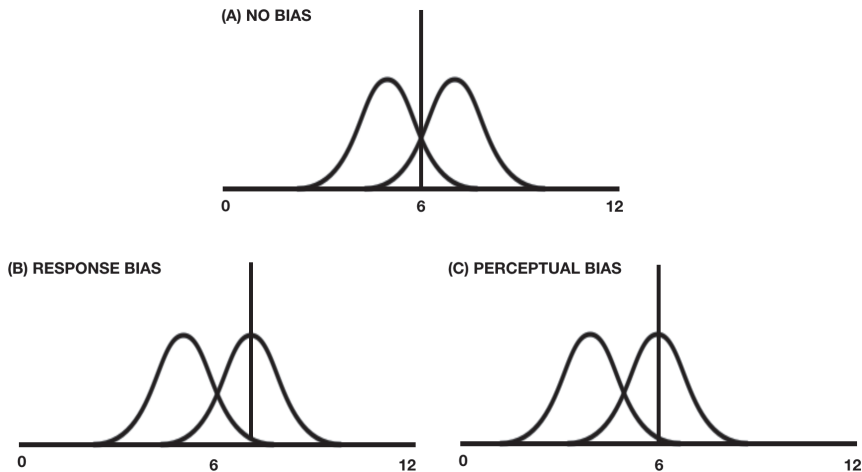 (A) NO BIAS
0 6 12
(B) RESPONSE BIAS
0 6 12
(C) PERCEPTUAL BIAS
0 6 12